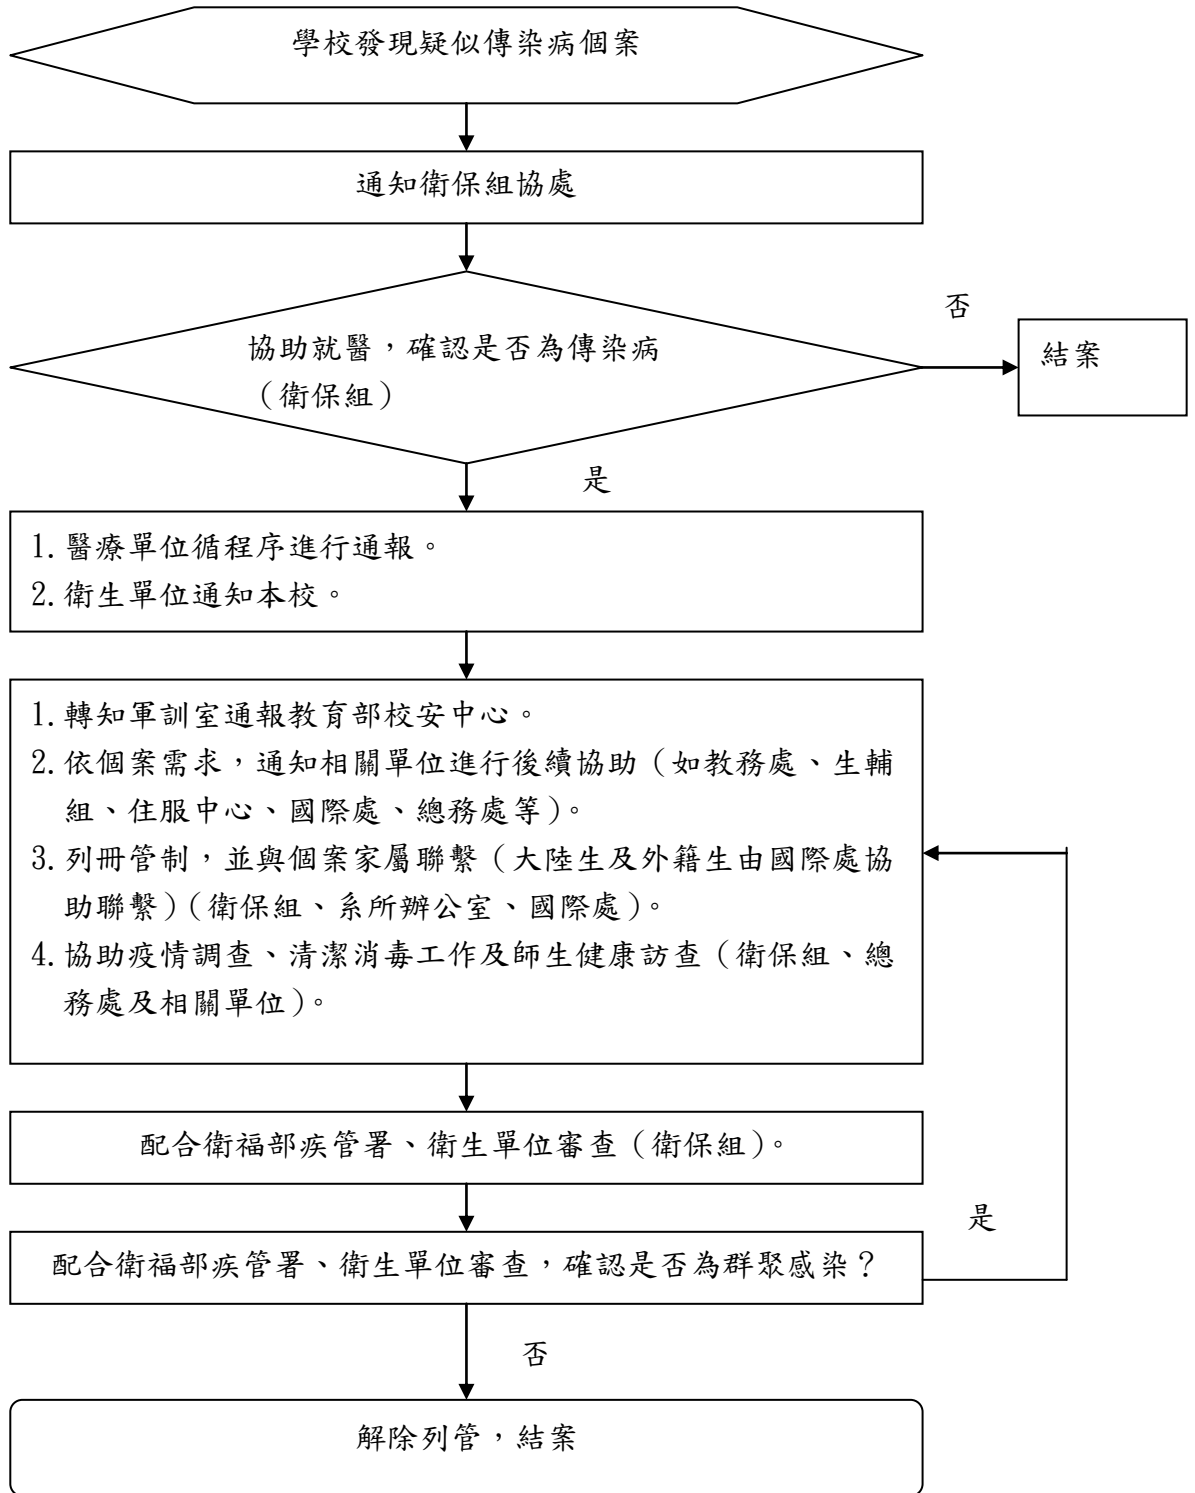 學校發現疑似傳染病個案
通知衛保組協處
協助就醫，確認是否為傳染病
（衛保組）
否
結案
是
1.醫療單位循程序進行通報。
2.衛生單位通知本校。
1.轉知軍訓室通報教育部校安中心。
2.依個案需求，通知相關單位進行後續協助（如教務處、生輔
組、住服中心、國際處、總務處等）。
3.列冊管制，並與個案家屬聯繫（大陸生及外籍生由國際處協
助聯繫）（衛保組、系所辦公室、國際處）。
4.協助疫情調查、清潔消毒工作及師生健康訪查（衛保組、總
務處及相關單位）。
配合衛福部疾管署、衛生單位審查（衛保組）。
是
配合衛福部疾管署、衛生單位審查，確認是否為群聚感染？
否
解除列管，結案